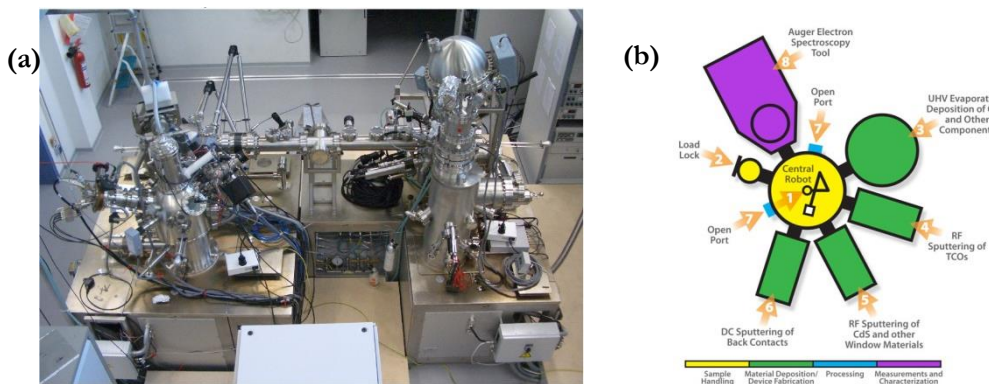 (a)
(b)
Auger Electron
Spectroscopy
Tool
8
Open
Port
7
UHV Evaporation
Deposition of
and Other
Component
3
Load
Lock
2
Central
Robot
1
7
Open
Port
4
RF
Sputtering of
TCOs
6
5
DC Sputtering of
Back Contacts
RF Sputtering of
CdS and other
Window Materials
Sample
Handling
Material Deposition/
Device Fabrication
Processing
Measurements and
Characterization